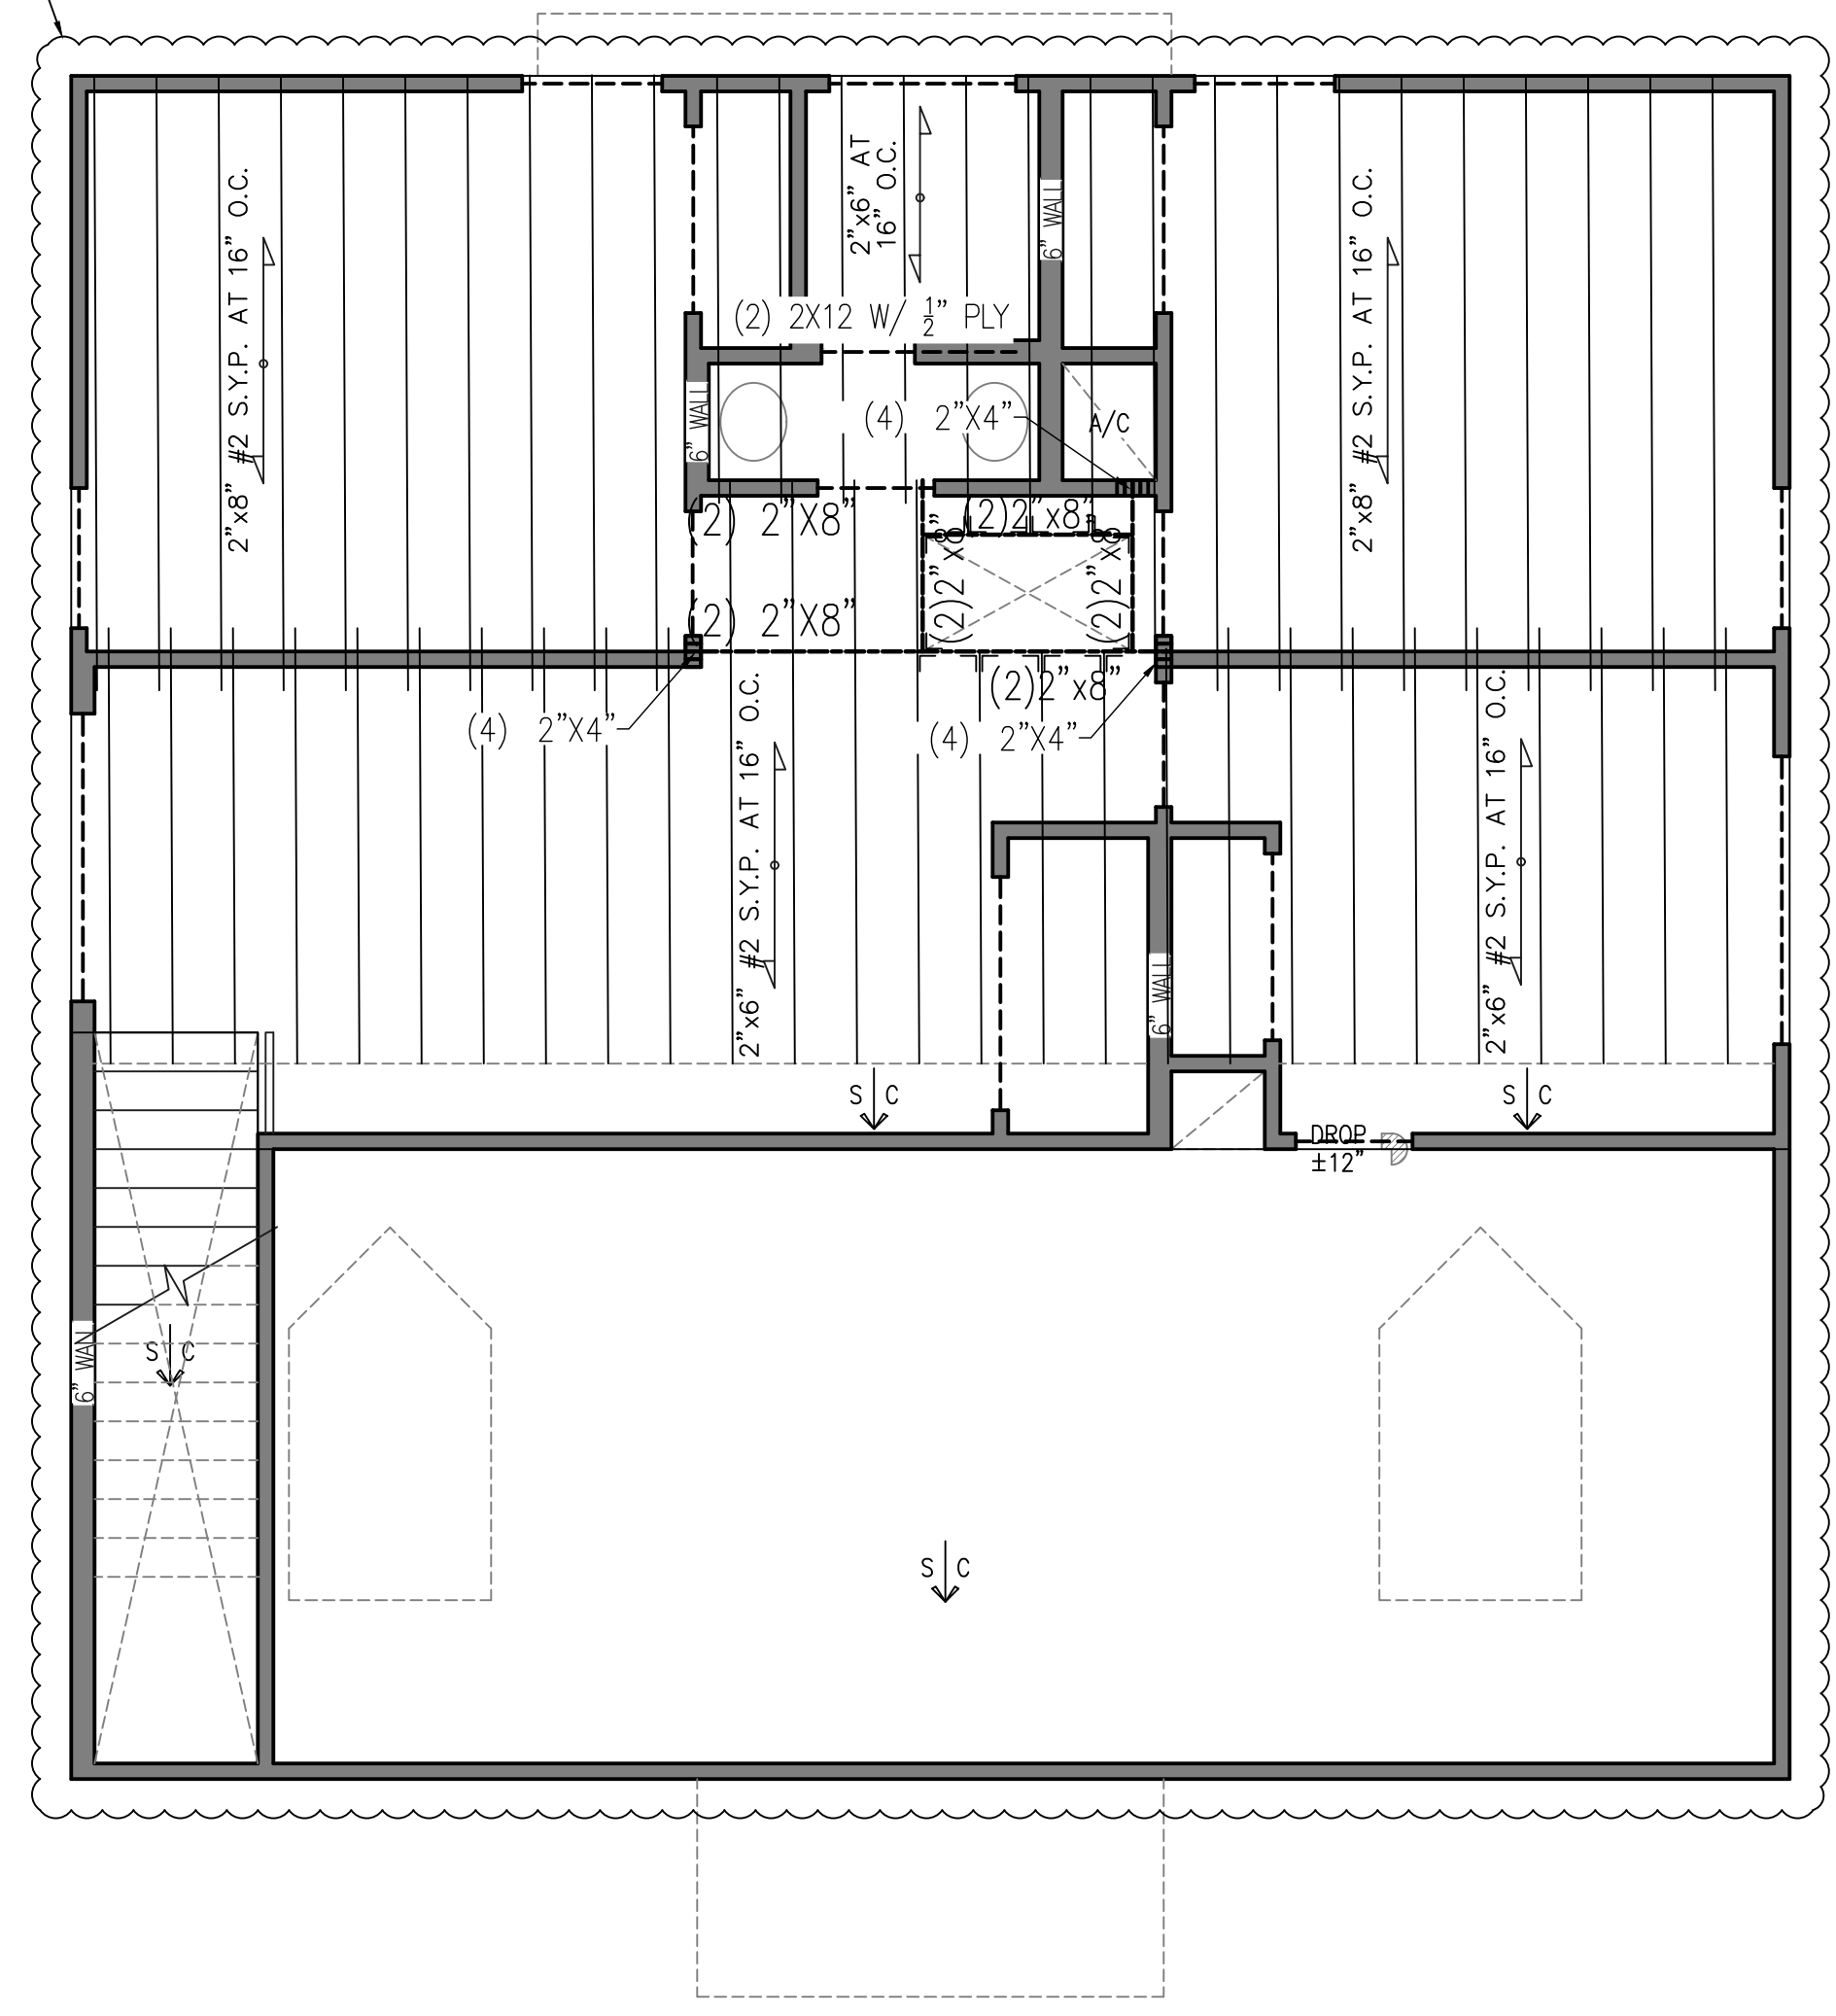 2"x8" #2 S.Y.P. AT 16" O.C.
2"x6" AT
16" O.C.
6" WALL
2"x8" #2 S.Y.P. AT 16" O.C.
(2) 2X12 W/ 1/2" PLY
6" WALL
(4) 2"X4"
A/C
(2) 2"X8"
(2)2"x8"
(2)2"x8"
(2)2"x8"
(2) 2"X8"
(2)2"x8"
(4) 2"X4"
(4) 2"X4"
2"x6" #2 S.Y.P. AT 16" O.C.
2"x6" #2 S.Y.P. AT 16" O.C.
6" WALL
S C
S C
DROP
±12"
6" WALL
S C
S C